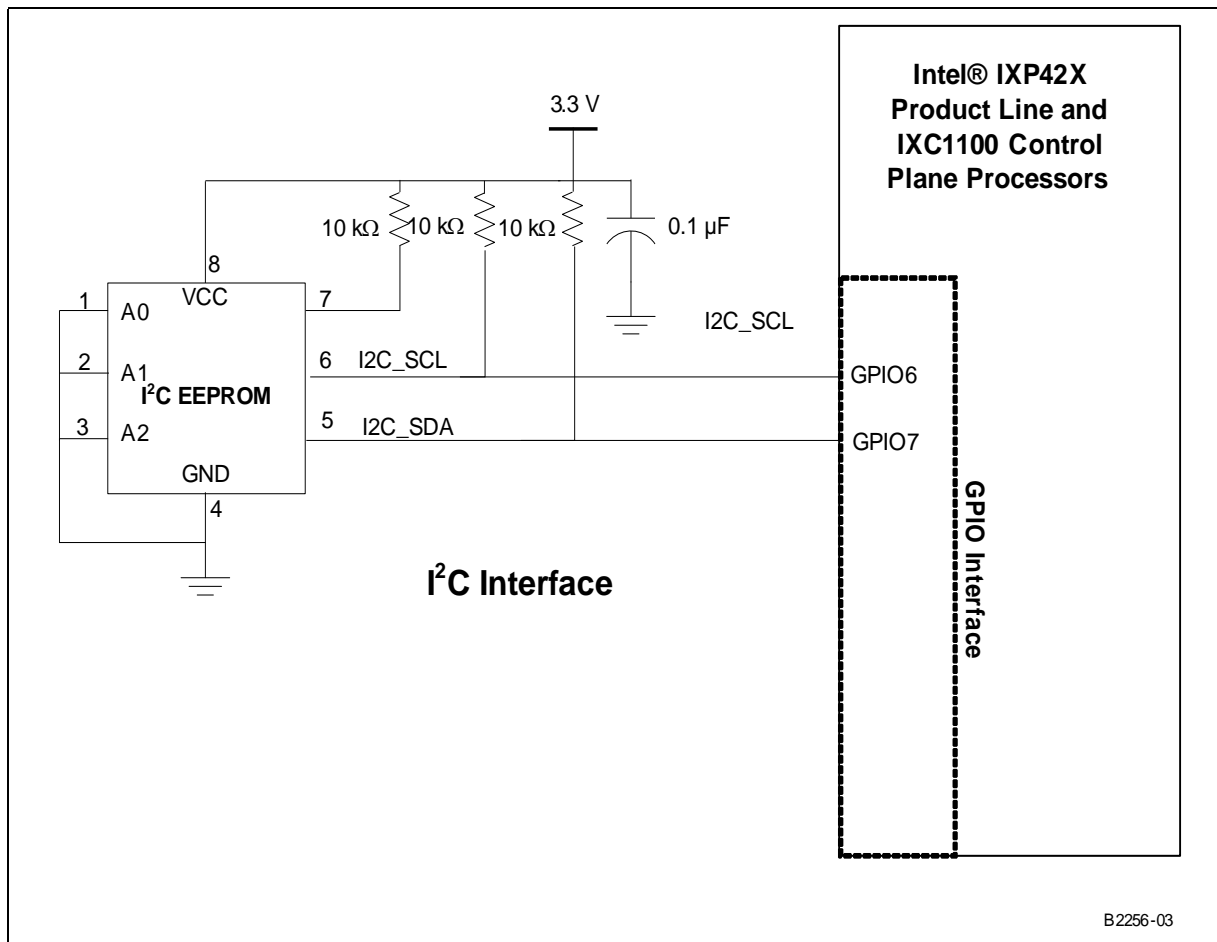 Intel® IXP42X
Product Line and
IXC1100 Control
Plane Processors
3.3 V
10 kΩ
10 kΩ
10 kΩ
0.1 µF
8
VCC
1
A0
7
I2C_SCL
2
A1
6
I2C_SCL
GPIO6
I²C EEPROM
3
A2
5
I2C_SDA
GPIO7
GND
4
GPIO Interface
I²C Interface
B2256-03